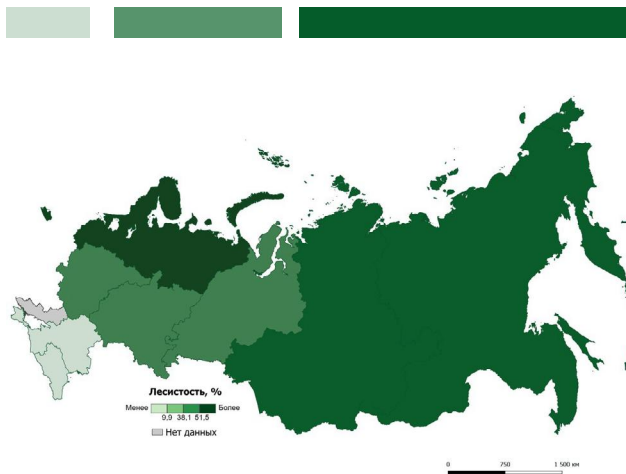 Лесистость, %
Менее Более
9,9 38,1 51,5
Нет данных
0 750 1 500 км